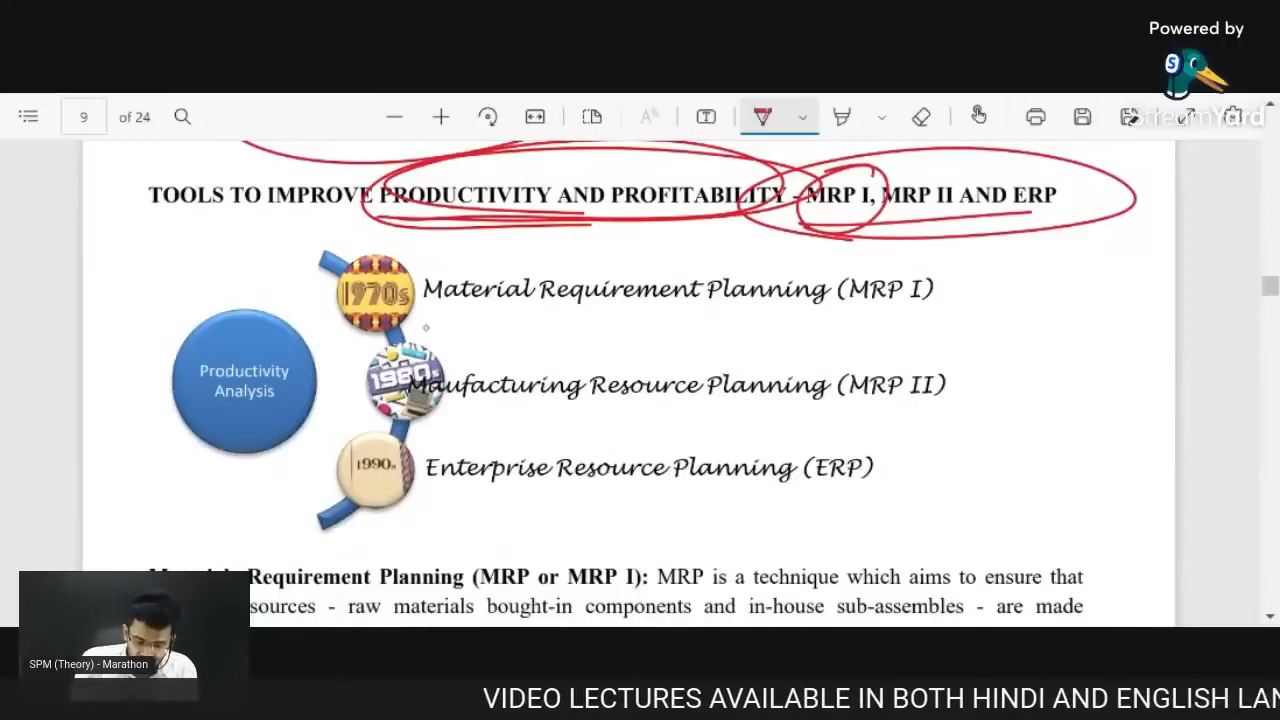 Powered by
StreamYard
9 of 24
TOOLS TO IMPROVE PRODUCTIVITY AND PROFITABILITY - MRP I, MRP II AND ERP
1970s
Material Requirement Planning (MRP I)
Productivity
Analysis
1980s
Maufacturing Resource Planning (MRP II)
1990s
Enterprise Resource Planning (ERP)
Requirement Planning (MRP or MRP I): MRP is a technique which aims to ensure that
sources - raw materials bought-in components and in-house sub-assembles - are made
SPM (Theory) - Marathon
VIDEO LECTURES AVAILABLE IN BOTH HINDI AND ENGLISH LAN